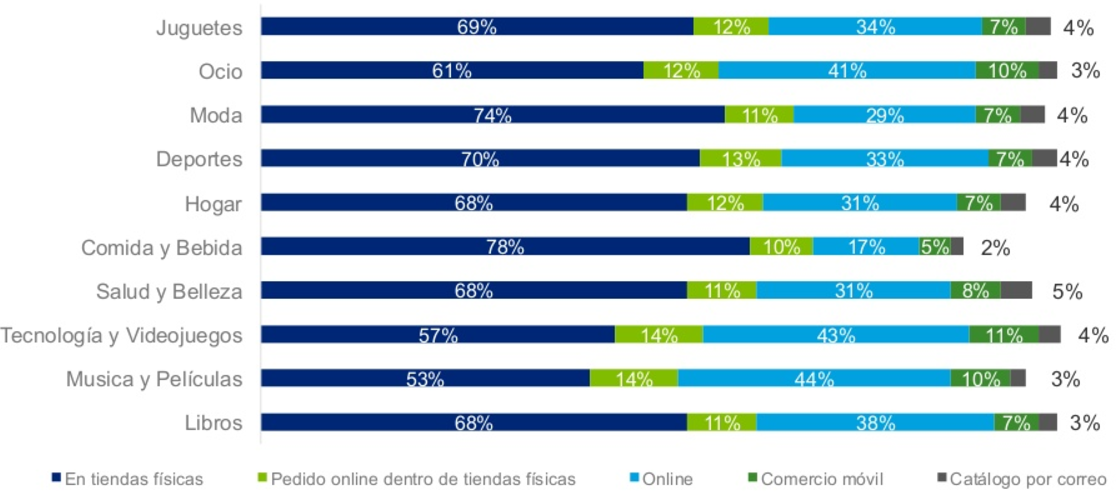 Juguetes 69% 12% 34% 7% 4%
Ocio 61% 12% 41% 10% 3%
Moda 74% 11% 29% 7% 4%
Deportes 70% 13% 33% 7% 4%
Hogar 68% 12% 31% 7% 4%
Comida y Bebida 78% 10% 17% 5% 2%
Salud y Belleza 68% 11% 31% 8% 5%
Tecnología y Videojuegos 57% 14% 43% 11% 4%
Musica y Películas 53% 14% 44% 10% 3%
Libros 68% 11% 38% 7% 3%
En tiendas físicas Pedido online dentro de tiendas físicas Online Comercio móvil Catálogo por correo